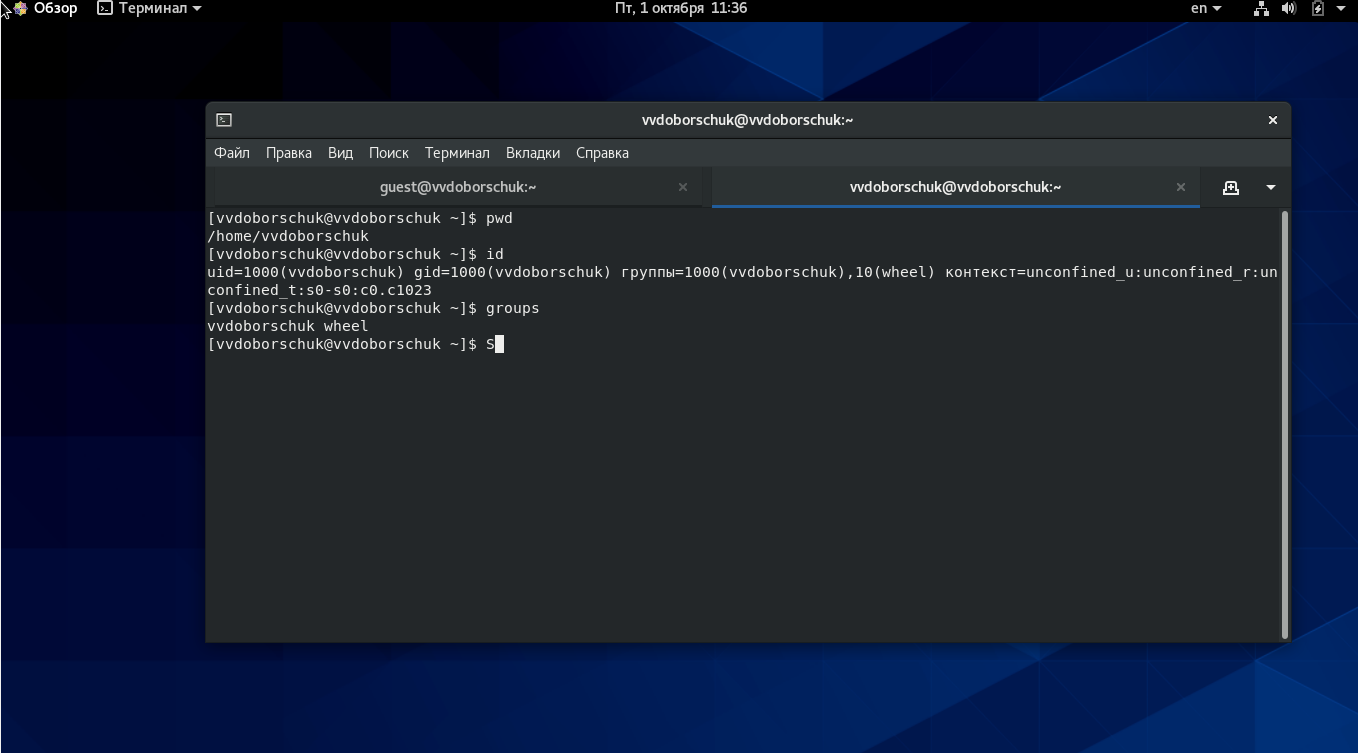 Обзор Терминал Пт, 1 октября 11:36 en
vvdoborschuk@vvdoborschuk:~
Файл Правка Вид Поиск Терминал Вкладки Справка
guest@vvdoborschuk:~ vvdoborschuk@vvdoborschuk:~
[vvdoborschuk@vvdoborschuk ~]$ pwd
/home/vvdoborschuk
[vvdoborschuk@vvdoborschuk ~]$ id
uid=1000(vvdoborschuk) gid=1000(vvdoborschuk) группы=1000(vvdoborschuk),10(wheel) контекст=unconfined_u:unconfined_r:un
confined_t:s0-s0:c0.c1023
[vvdoborschuk@vvdoborschuk ~]$ groups
vvdoborschuk wheel
[vvdoborschuk@vvdoborschuk ~]$ S